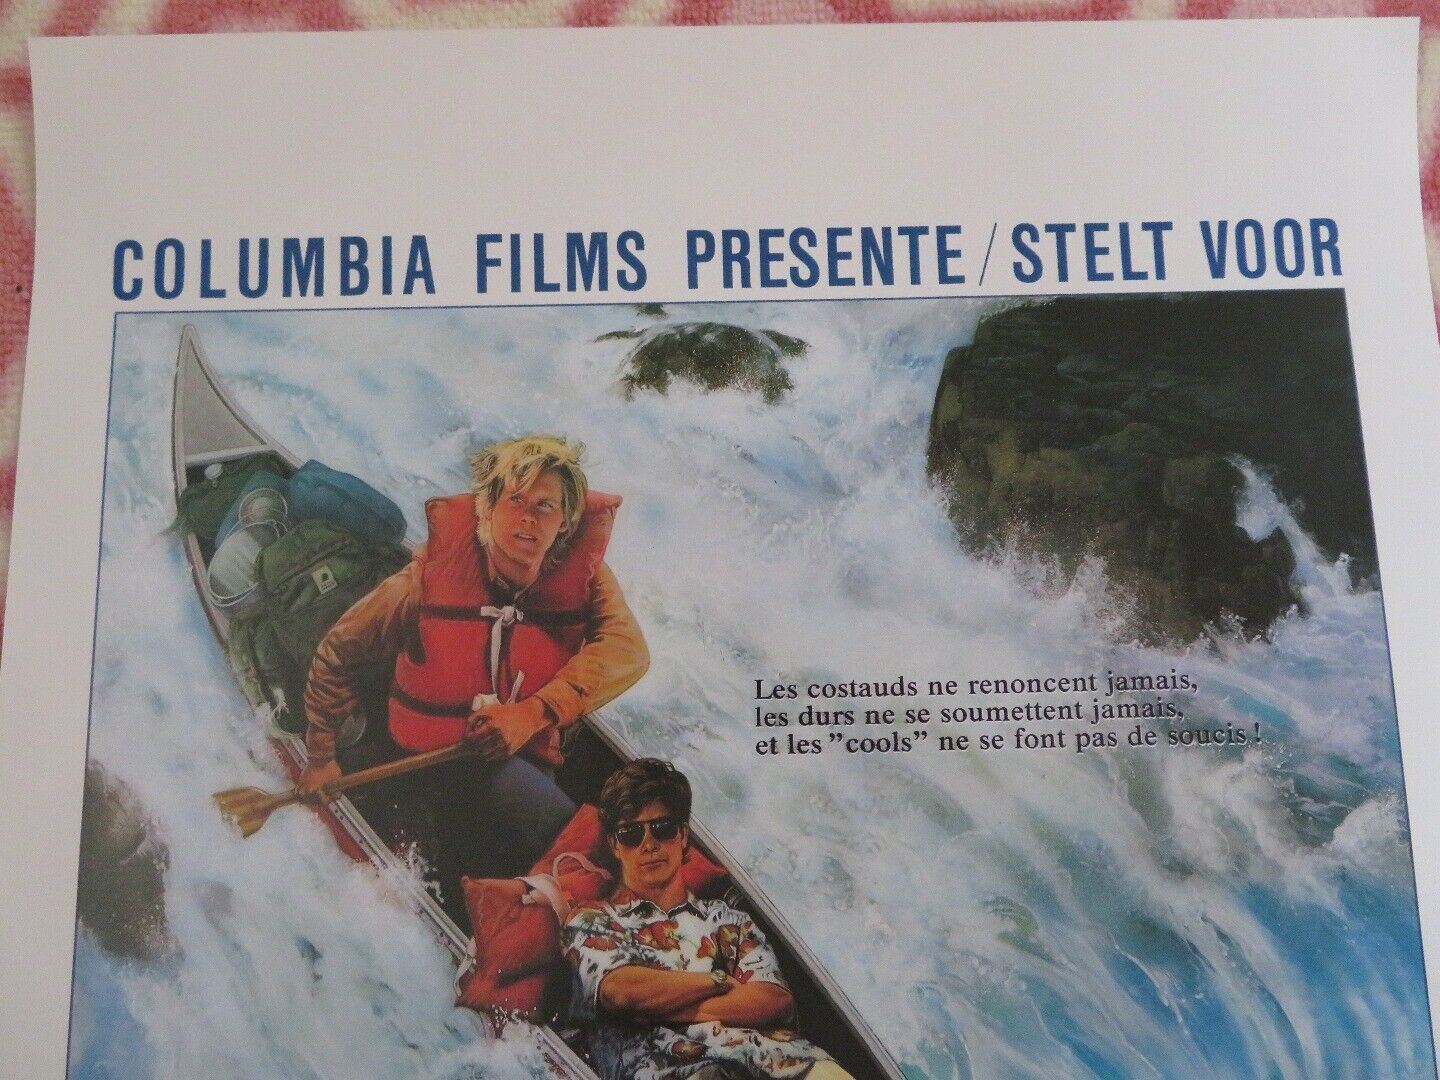 COLUMBIA FILMS PRESENTE / STELT VOOR
Les costauds ne renoncent jamais,
les durs ne se soumettent jamais,
et les "cools" ne se font pas de soucis !